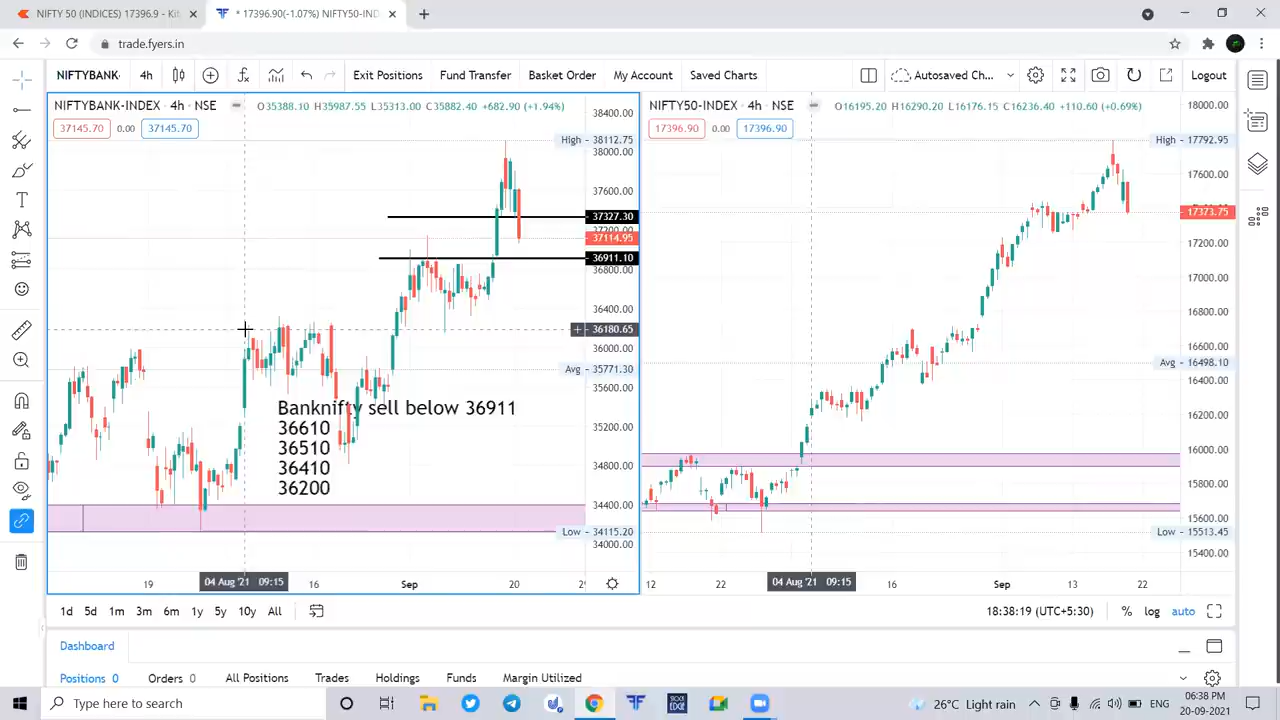 NIFTY 50 (INDICES) 17396.9 - Kit
* 17396.90(-1.07%) NIFTY50-IND
trade.fyers.in
NIFTYBANK- 4h Exit Positions Fund Transfer Basket Order My Account Saved Charts Autosaved Ch... Logout
NIFTYBANK-INDEX · 4h · NSE O35388.10 H35987.55 L35313.00 C35882.40 +682.90 (+1.94%)
37145.70 0.00 37145.70
38400.00
High 38112.75
38000.00
37600.00
37327.30
37114.95
36911.10
36800.00
36400.00
36180.65
36000.00
Avg 35771.30
35600.00
35200.00
34800.00
34400.00
Low 34115.20
34000.00
Banknifty sell below 36911
36610
36510
36410
36200
19 04 Aug '21 09:15 16 Sep 20
NIFTY50-INDEX · 4h · NSE O16195.20 H16290.20 L16176.15 C16236.40 +110.60 (+0.69%)
17396.90 0.00 17396.90
18000.00
High 17792.95
17600.00
17373.75
17200.00
17000.00
16800.00
16600.00
Avg 16498.10
16400.00
16200.00
16000.00
15800.00
15600.00
Low 15513.45
15400.00
12 22 04 Aug '21 09:15 16 Sep 13 22
1d 5d 1m 3m 6m 1y 5y 10y All
18:38:19 (UTC+5:30) % log auto
Dashboard
Positions 0 Orders 0 All Positions Trades Holdings Funds Margin Utilized
Type here to search
STOCK EDGE
26°C Light rain
ENG
06:38 PM
20-09-2021